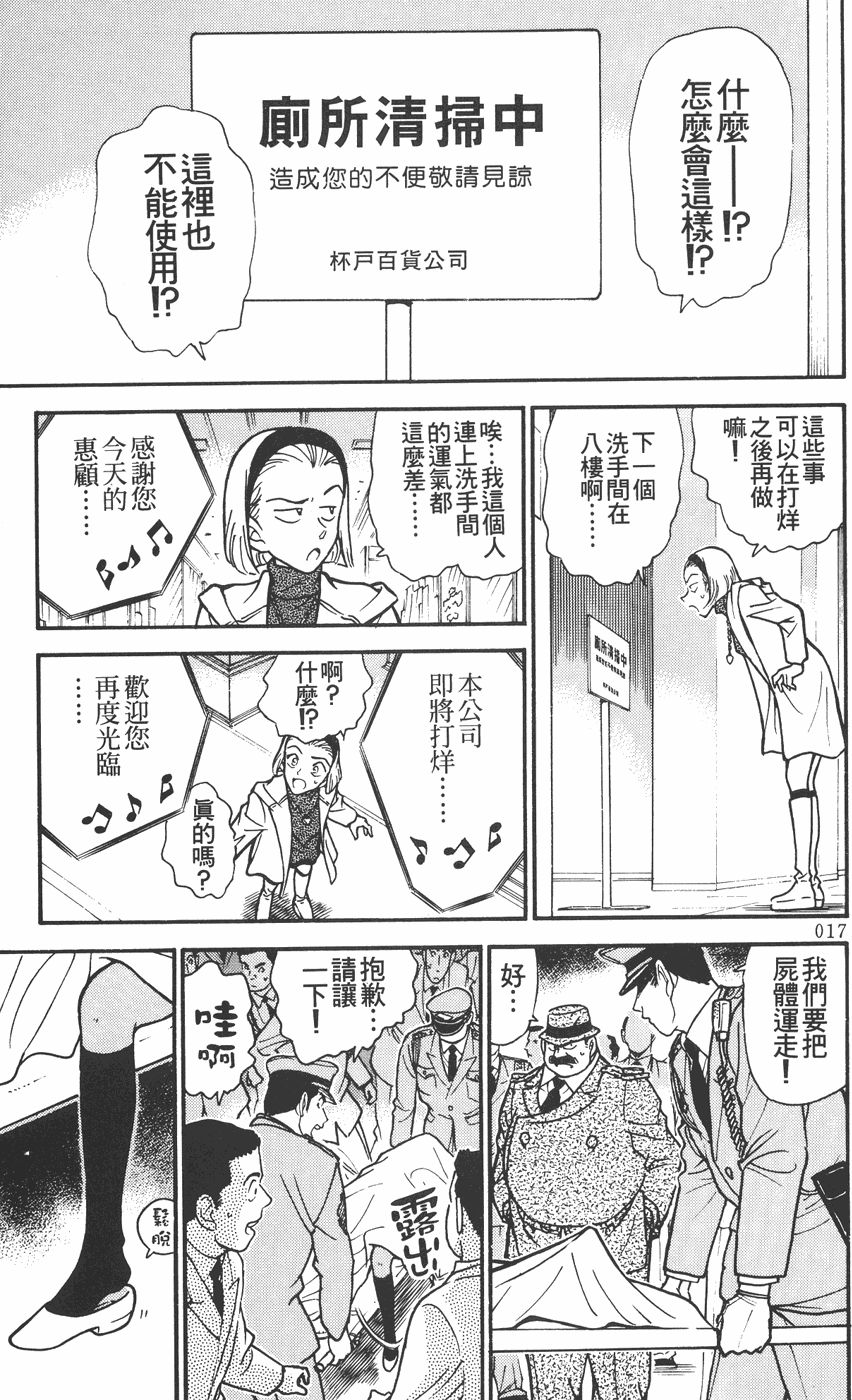 什麼——!?
怎麼會這樣!?
廁所清掃中
造成您的不便敬請見諒
杯戶百貨公司
這裡也
不能使用!?
這些事
可以在打烊
之後再做
嘛！
下一個
洗手間在
八樓啊……
廁所清掃中
唉…我這個人
連上洗手間
的運氣都
這麼差……
感謝您
今天的
惠顧……
本公司
即將打烊……
啊?
什麼!?
真的嗎?
歡迎您
再度光臨
……
017
我們要把
屍體運走！
好…
抱歉…
請讓
一下！
哇啊
露出
鬆脫